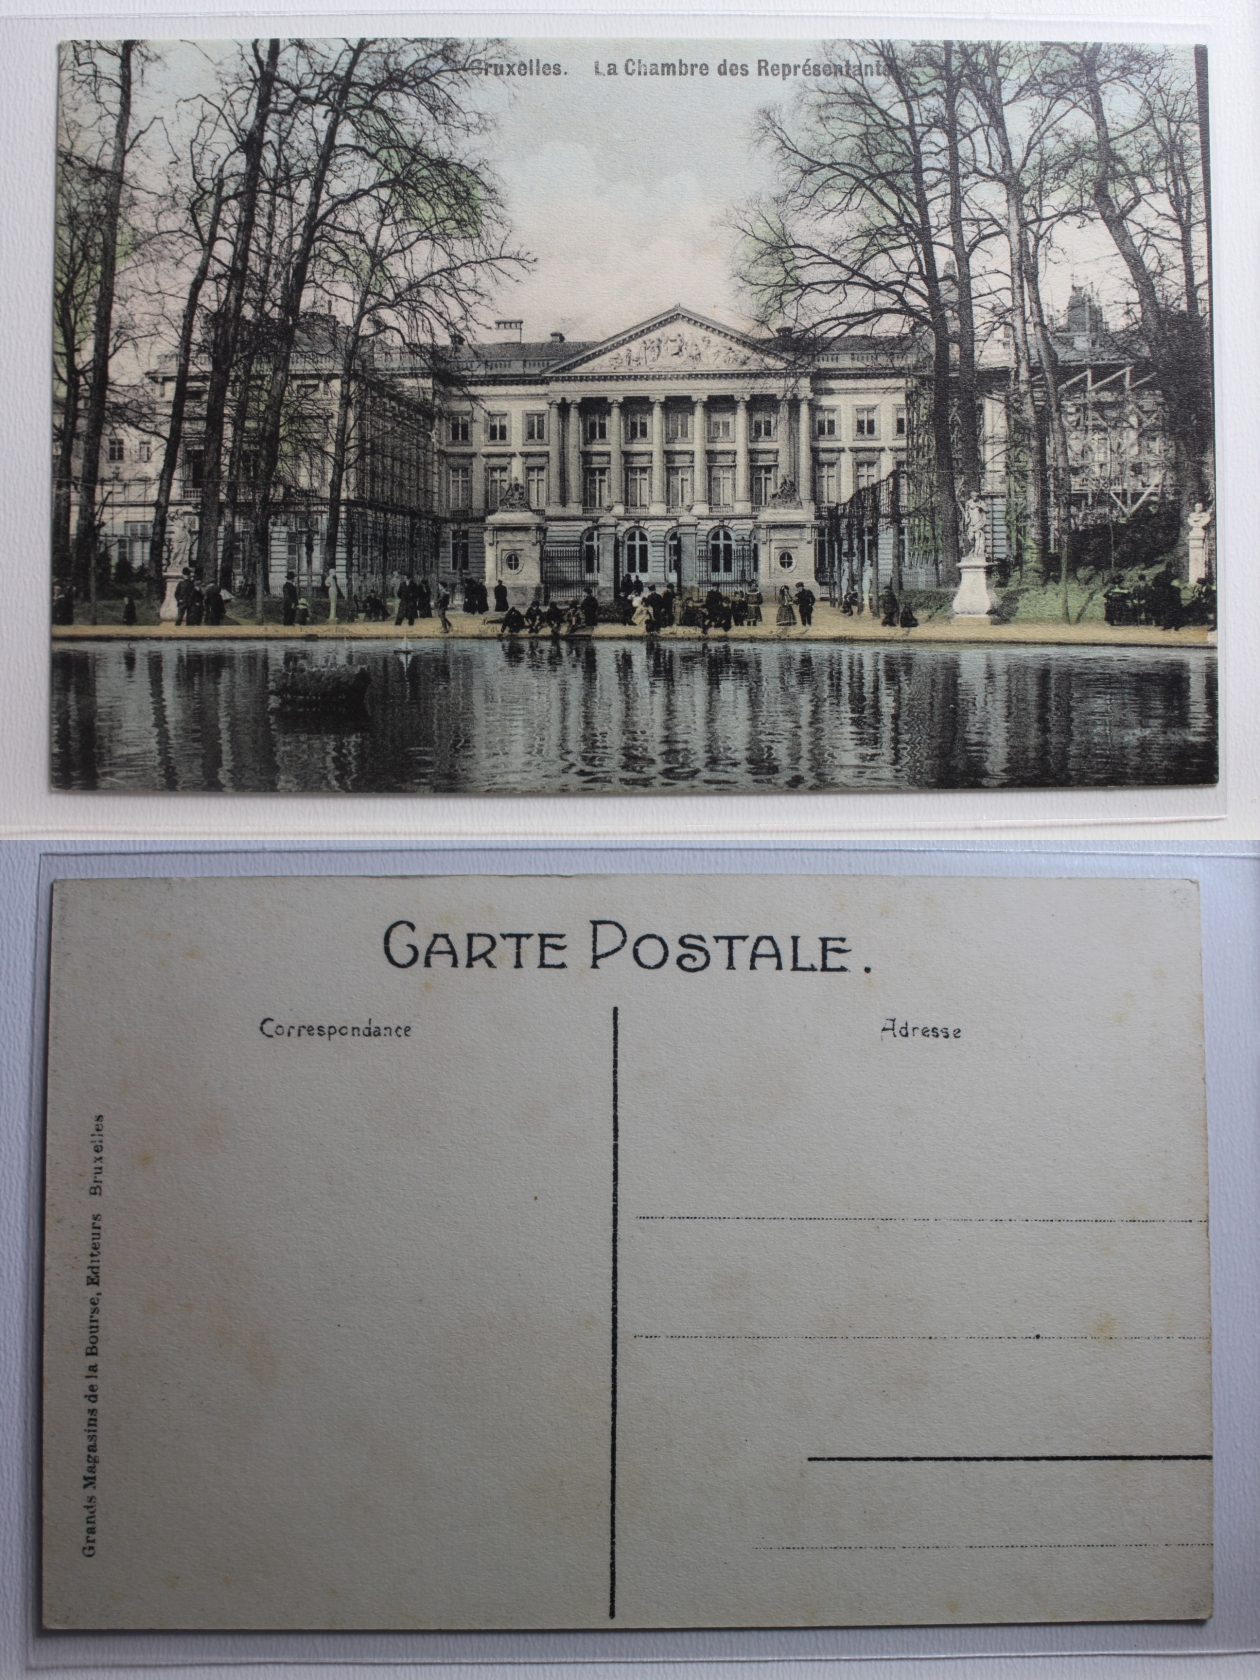 Bruxelles. La Chambre des Représentants
CARTE POSTALE.
Correspondance
Adresse
Grands Magasins de la Bourse, Editeurs Bruxelles